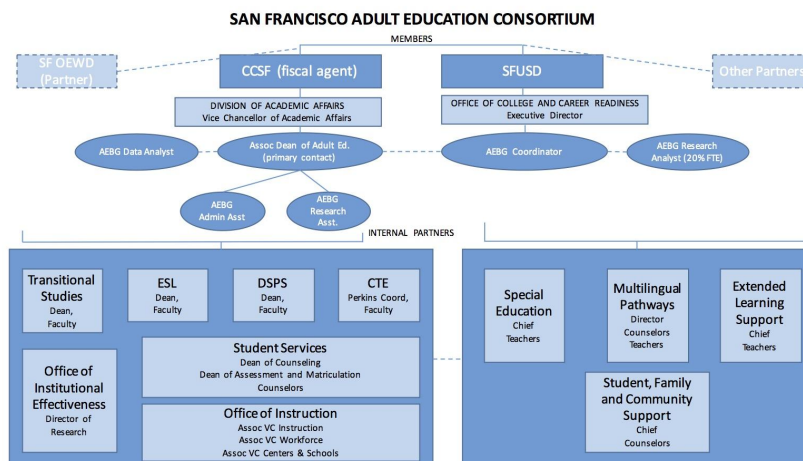 SAN FRANCISCO ADULT EDUCATION CONSORTIUM
MEMBERS
SF OEWD
(Partner)
CCSF (fiscal agent)
SFUSD
Other Partners
DIVISION OF ACADEMIC AFFAIRS
Vice Chancellor of Academic Affairs
OFFICE OF COLLEGE AND CAREER READINESS
Executive Director
AEBG Data Analyst
Assoc Dean of Adult Ed.
(primary contact)
AEBG Coordinator
AEBG Research
Analyst (20% FTE)
AEBG
Admin Asst
AEBG
Research
Asst.
INTERNAL PARTNERS
Transitional
Studies
Dean,
Faculty
ESL
Dean,
Faculty
DSPS
Dean,
Faculty
CTE
Perkins Coord,
Faculty
Special
Education
Chief
Teachers
Multilingual
Pathways
Director
Counselors
Teachers
Extended
Learning
Support
Chief
Teachers
Office of
Institutional
Effectiveness
Director of
Research
Student Services
Dean of Counseling
Dean of Assessment and Matriculation
Counselors
Office of Instruction
Assoc VC Instruction
Assoc VC Workforce
Assoc VC Centers & Schools
Student, Family
and Community
Support
Chief
Counselors